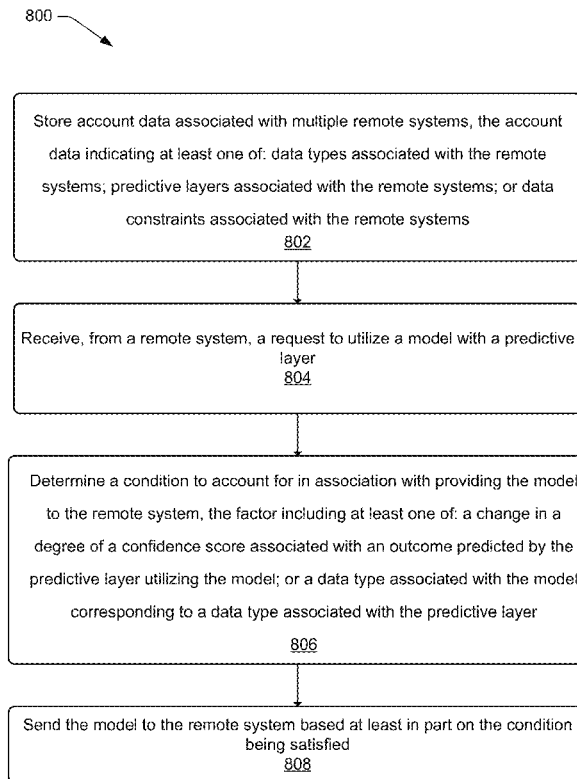 800
Store account data associated with multiple remote systems, the account
data indicating at least one of: data types associated with the remote
systems; predictive layers associated with the remote systems; or data
constraints associated with the remote systems
802
Receive, from a remote system, a request to utilize a model with a predictive
layer
804
Determine a condition to account for in association with providing the model
to the remote system, the factor including at least one of: a change in a
degree of a confidence score associated with an outcome predicted by the
predictive layer utilizing the model; or a data type associated with the model
corresponding to a data type associated with the predictive layer
806
Send the model to the remote system based at least in part on the condition
being satisfied
808